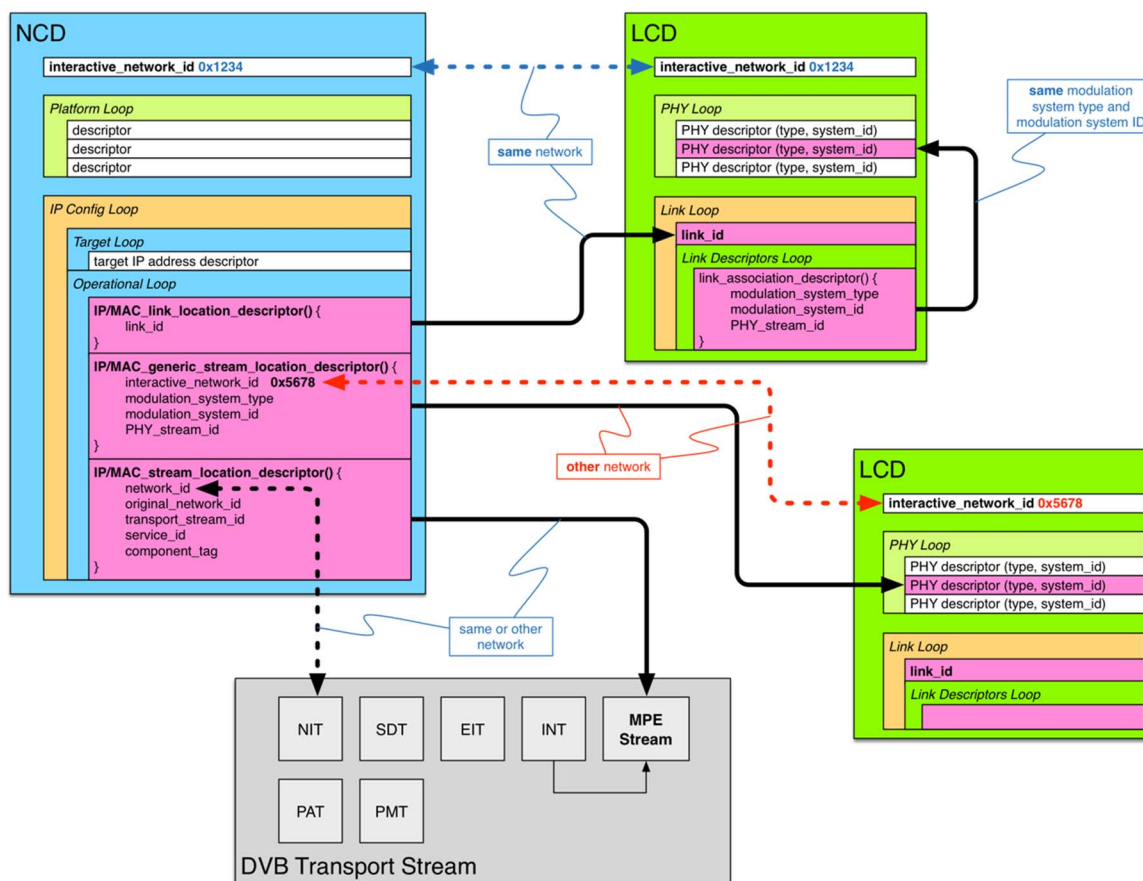 NCD
interactive_network_id 0x1234
Platform Loop
descriptor
descriptor
descriptor
IP Config Loop
Target Loop
target IP address descriptor
Operational Loop
IP/MAC_link_location_descriptor() {
link_id
}
IP/MAC_generic_stream_location_descriptor() {
interactive_network_id 0x5678
modulation_system_type
modulation_system_id
PHY_stream_id
}
IP/MAC_stream_location_descriptor() {
network_id
original_network_id
transport_stream_id
service_id
component_tag
}
same network
other network
same or other
network
LCD
interactive_network_id 0x1234
PHY Loop
PHY descriptor (type, system_id)
PHY descriptor (type, system_id)
PHY descriptor (type, system_id)
Link Loop
link_id
Link Descriptors Loop
link_association_descriptor() {
modulation_system_type
modulation_system_id
PHY_stream_id
}
same modulation
system type and
modulation system ID
LCD
interactive_network_id 0x5678
PHY Loop
PHY descriptor (type, system_id)
PHY descriptor (type, system_id)
PHY descriptor (type, system_id)
Link Loop
link_id
Link Descriptors Loop
NIT
SDT
EIT
INT
MPE
Stream
PAT
PMT
DVB Transport Stream